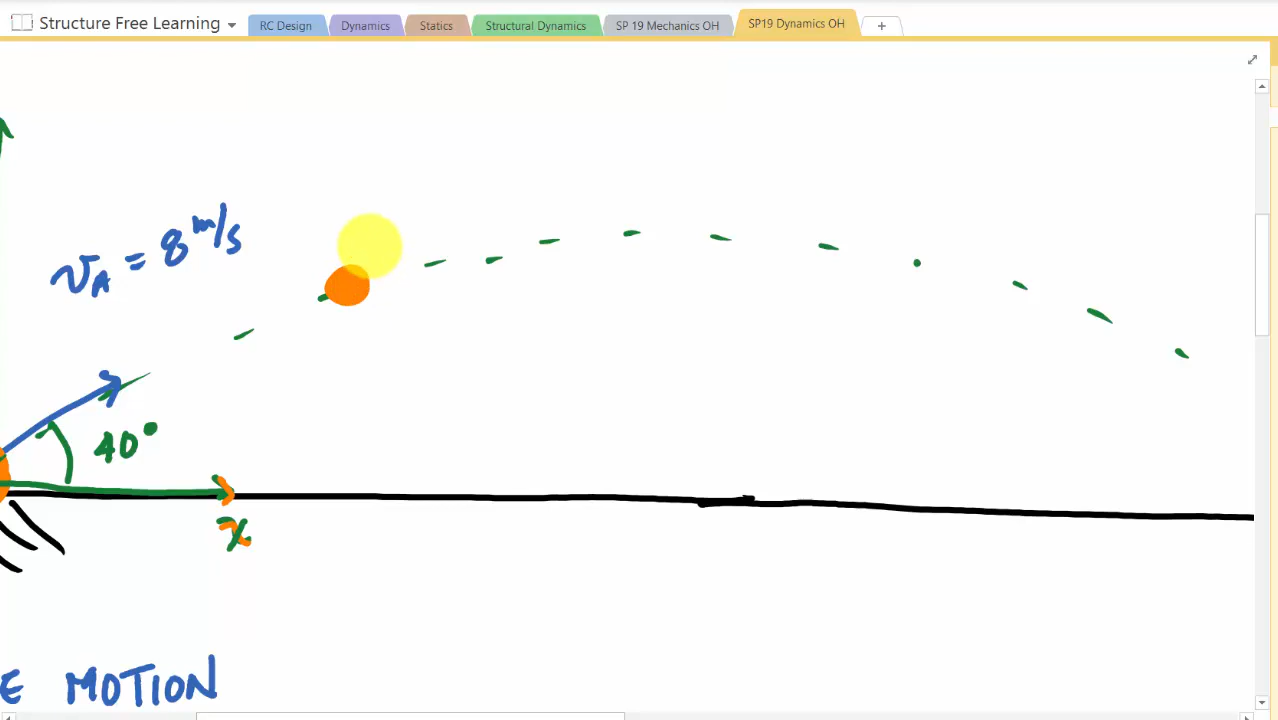 Structure Free Learning
RC Design
Dynamics
Statics
Structural Dynamics
SP 19 Mechanics OH
SP19 Dynamics OH
+
v_A = 8 m/s
40°
x
E MOTION